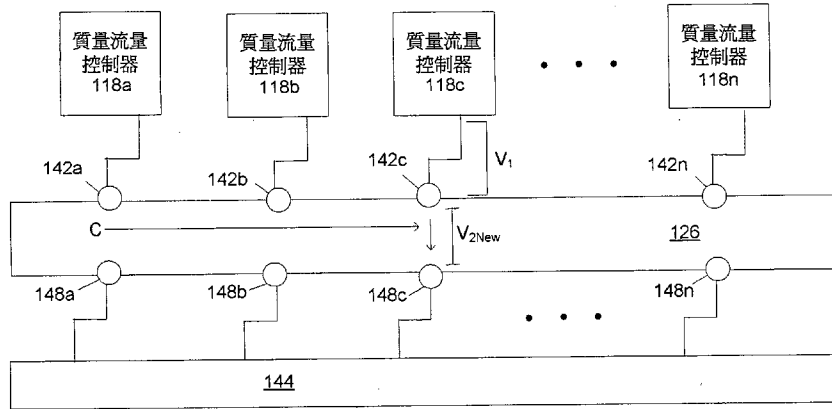 質量流量
控制器
118a
質量流量
控制器
118b
質量流量
控制器
118c
質量流量
控制器
118n
142a
142b
142c
V₁
142n
C
V₂New
126
148a
148b
148c
148n
144